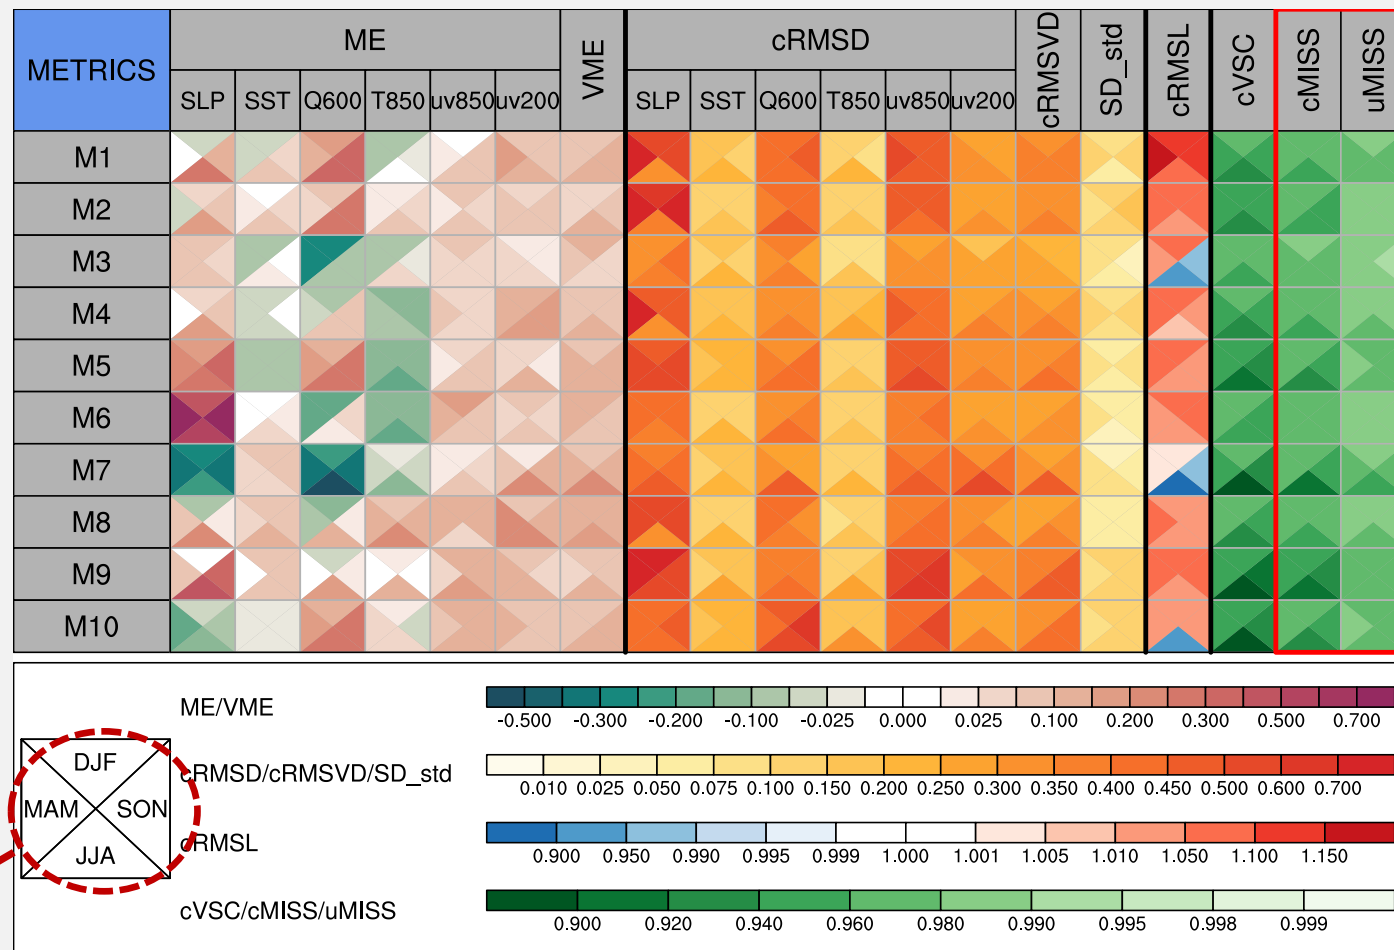 METRICS ME VME cRMSD cRMSVD SD_std cRMSL cVSC cMISS uMISS
SLP SST Q600 T850 uv850 uv200 SLP SST Q600 T850 uv850 uv200
M1
M2
M3
M4
M5
M6
M7
M8
M9
M10
ME/VME
-0.500 -0.300 -0.200 -0.100 -0.025 0.000 0.025 0.100 0.200 0.300 0.500 0.700
DJF
MAM SON
JJA
cRMSD/cRMSVD/SD_std
0.010 0.025 0.050 0.075 0.100 0.150 0.200 0.250 0.300 0.350 0.400 0.450 0.500 0.600 0.700
cRMSL
0.900 0.950 0.990 0.995 0.999 1.000 1.001 1.005 1.010 1.050 1.100 1.150
cVSC/cMISS/uMISS
0.900 0.920 0.940 0.960 0.980 0.990 0.995 0.998 0.999